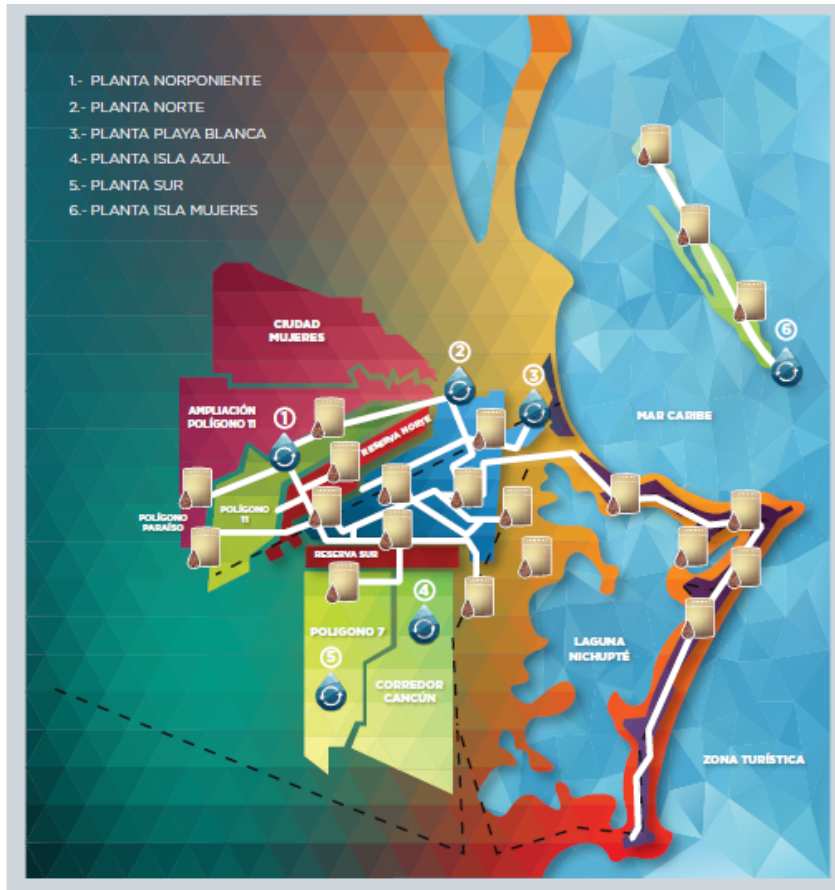 1.- PLANTA NORPONIENTE
2.- PLANTA NORTE
3.- PLANTA PLAYA BLANCA
4.- PLANTA ISLA AZUL
5.- PLANTA SUR
6.- PLANTA ISLA MUJERES
CIUDAD
MUJERES
6
2
3
AMPLIACIÓN
POLÍGONO 11
1
MAR CARIBE
RESERVA NORTE
POLÍGONO
PARAÍSO
POLÍGONO
11
RESERVA SUR
4
POLIGONO 7
LAGUNA
NICHUPTÉ
5
CORREDOR
CANCÚN
ZONA TURÍSTICA